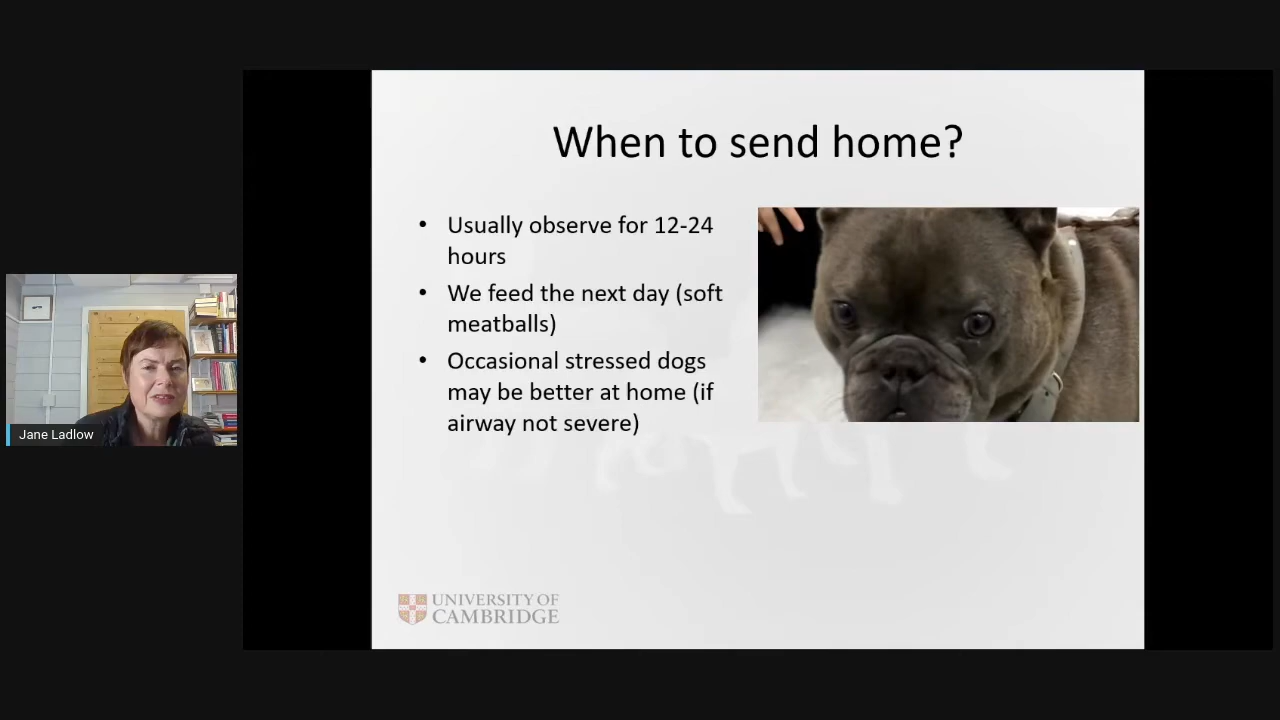 When to send home?
• Usually observe for 12-24
hours
• We feed the next day (soft
meatballs)
• Occasional stressed dogs
may be better at home (if
airway not severe)
Jane Ladlow
UNIVERSITY OF
CAMBRIDGE